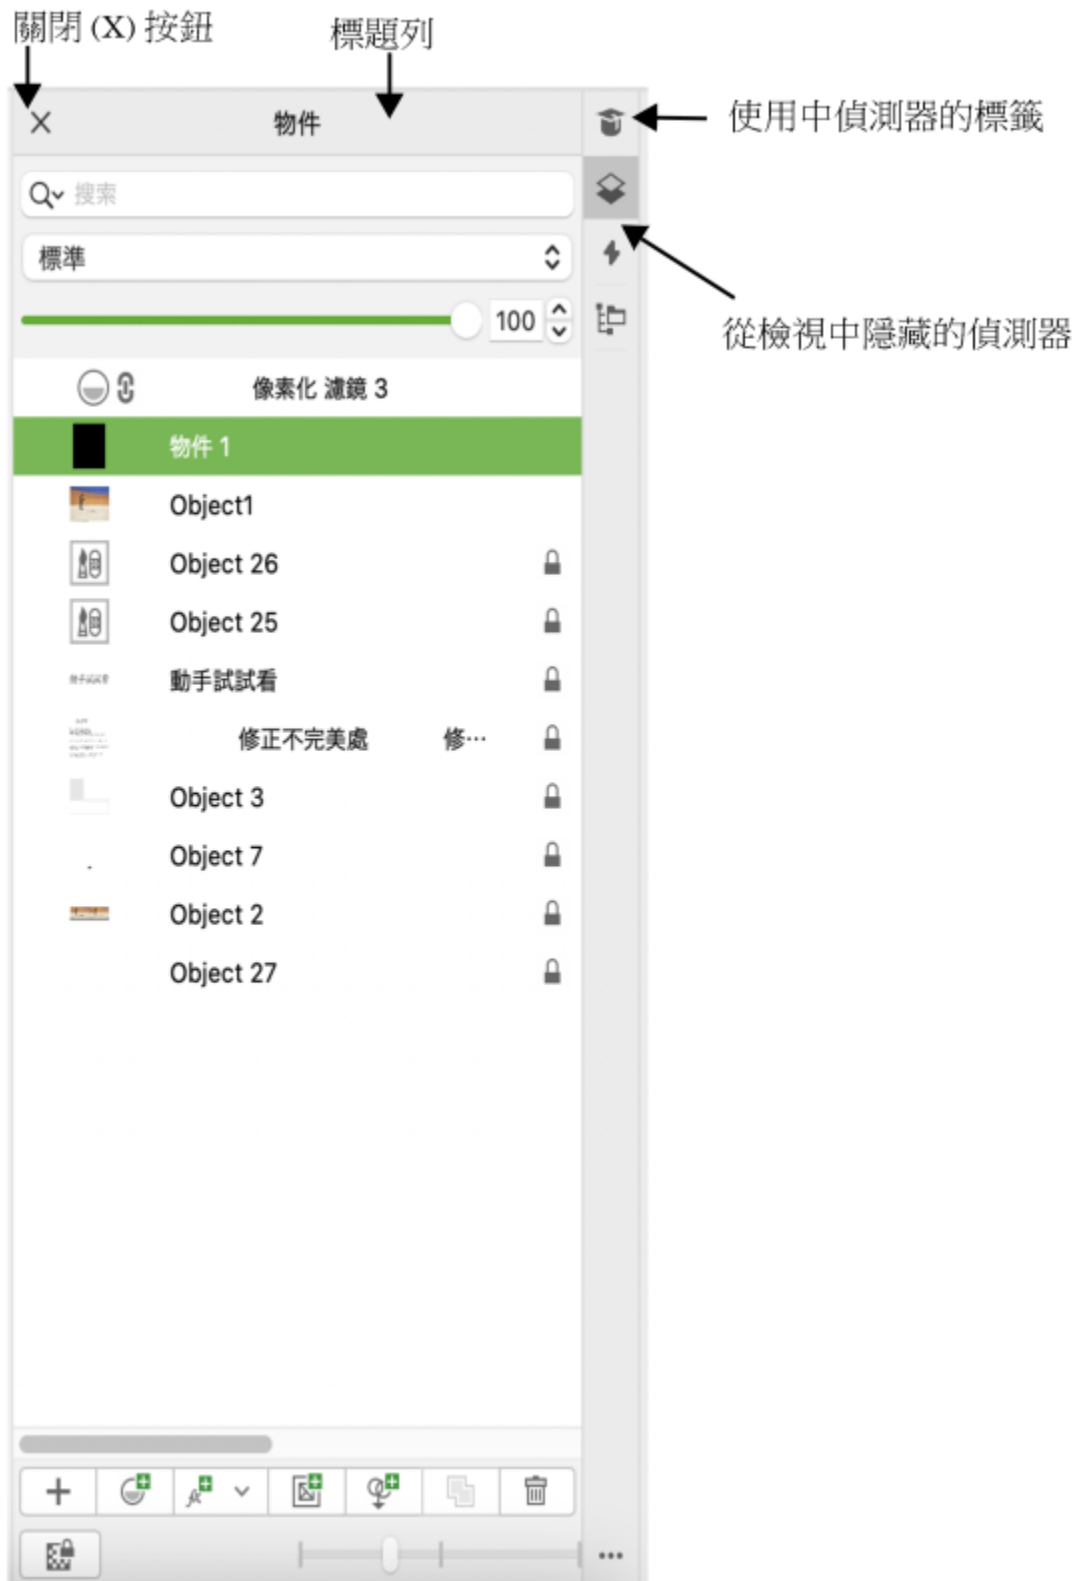 關閉 (X) 按鈕
標題列
物件
使用中偵測器的標籤
搜索
標準
從檢視中隱藏的偵測器
100
像素化 濾鏡 3
物件 1
Object1
Object 26
Object 25
動手試試看
修正不完美處 修…
Object 3
Object 7
Object 2
Object 27